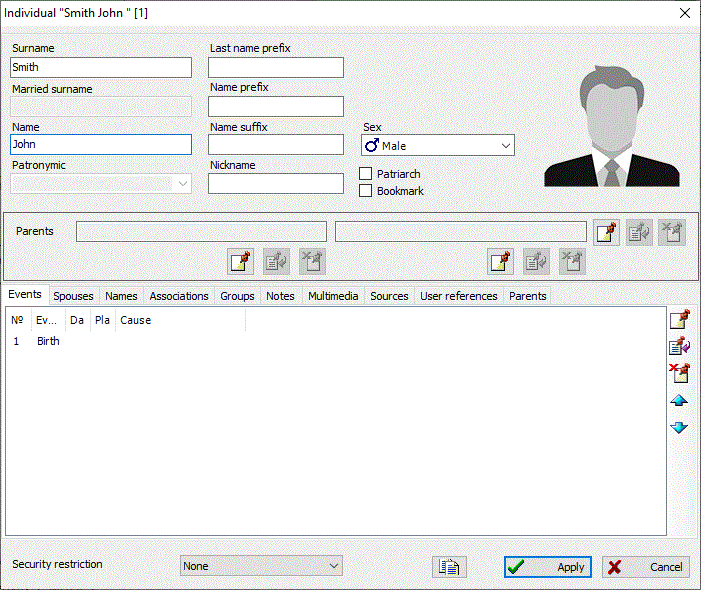 Individual "Smith John " [1]
Surname
Last name prefix
Smith
Married surname
Name prefix
Name
Name suffix
Sex
John
Male
Patronymic
Nickname
Patriarch
Bookmark
Parents
Events Spouses Names Associations Groups Notes Multimedia Sources User references Parents
Nº Ev... Da Pla Cause
1 Birth
Security restriction None Apply Cancel